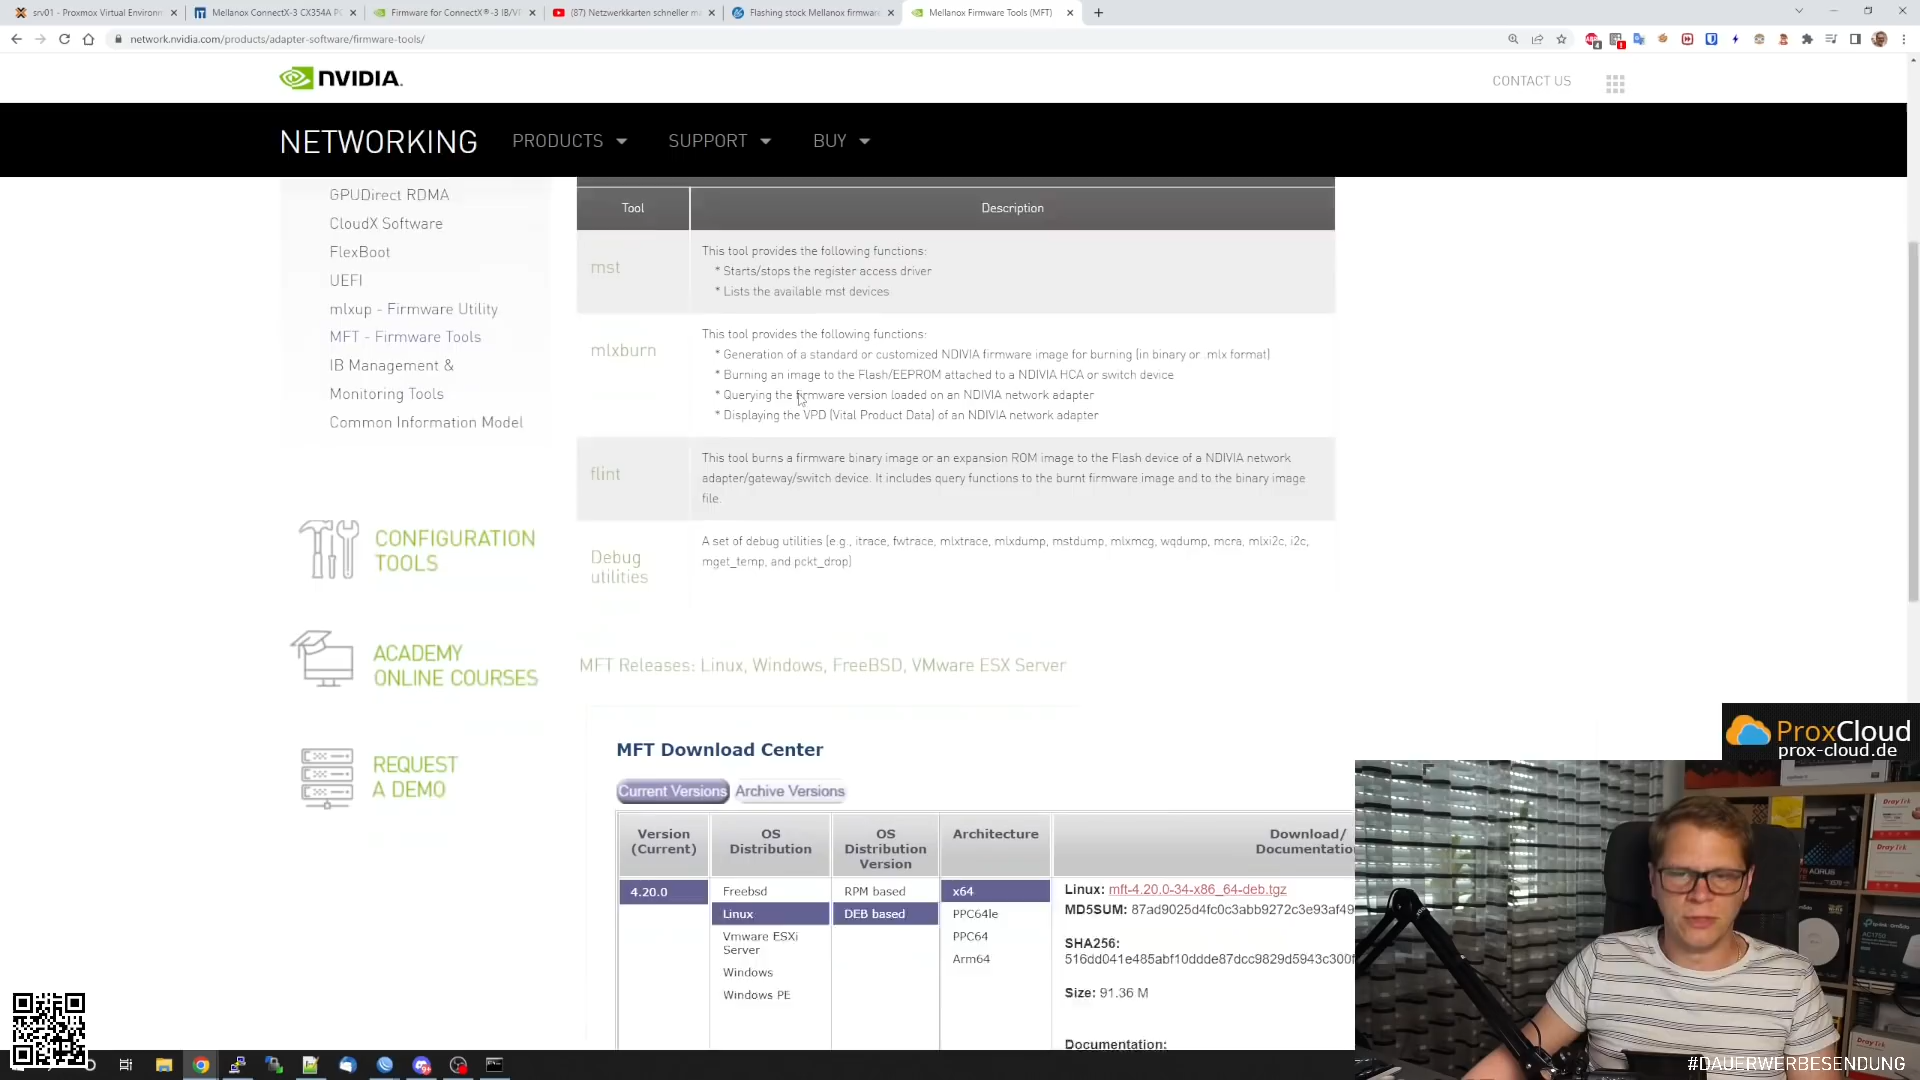 srv01 - Proxmox Virtual Environm
Mellanox ConnectX-3 CX354A PC
Firmware for ConnectX®-3 IB/VP
(87) Netzwerkkarten schneller ma
Flashing stock Mellanox firmware
Mellanox Firmware Tools (MFT)
network.nvidia.com/products/adapter-software/firmware-tools/
NVIDIA.
CONTACT US
NETWORKING
PRODUCTS
SUPPORT
BUY
GPUDirect RDMA
CloudX Software
FlexBoot
UEFI
mlxup - Firmware Utility
MFT - Firmware Tools
IB Management &
Monitoring Tools
Common Information Model
CONFIGURATION
TOOLS
ACADEMY
ONLINE COURSES
REQUEST
A DEMO
Tool
Description
mst
This tool provides the following functions:
* Starts/stops the register access driver
* Lists the available mst devices
mlxburn
This tool provides the following functions:
* Generation of a standard or customized NDIVIA firmware image for burning (in binary or .mlx format)
* Burning an image to the Flash/EEPROM attached to a NDIVIA HCA or switch device
* Querying the firmware version loaded on an NDIVIA network adapter
* Displaying the VPD (Vital Product Data) of an NDIVIA network adapter
flint
This tool burns a firmware binary image or an expansion ROM image to the Flash device of a NDIVIA network
adapter/gateway/switch device. It includes query functions to the burnt firmware image and to the binary image
file.
Debug
utilities
A set of debug utilities (e.g., itrace, fwtrace, mlxtrace, mlxdump, mstdump, mlxmcg, wqdump, mcra, mlxi2c, i2c,
mget_temp, and pckt_drop)
MFT Releases: Linux, Windows, FreeBSD, VMware ESX Server
MFT Download Center
Current Versions
Archive Versions
Version
(Current)
OS
Distribution
OS
Distribution
Version
Architecture
Download/
Documentatio
4.20.0
Freebsd
Linux
Vmware ESXi
Server
Windows
Windows PE
RPM based
DEB based
x64
PPC64le
PPC64
Arm64
Linux: mft-4.20.0-34-x86_64-deb.tgz
MD5SUM: 87ad9025d4fc0c3abb9272c3e93af49
SHA256:
516dd041e485abf10ddde87dcc9829d5943c300f
Size: 91.36 M
Documentation:
ProxCloud
prox-cloud.de
DrayTek
DrayTek
AORUS
tp-link
AC1750
DrayTek
#DAUERWERBESENDUNG